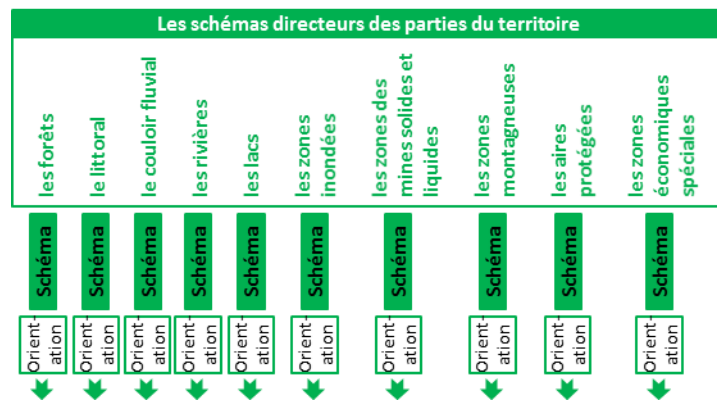 Les schémas directeurs des parties du territoire
les forêts
le littoral
le couloir fluvial
les rivières
les lacs
les zones
inondées
les zones des
mines solides et
liquides
les zones
montagneuses
les aires
protégées
les zones
économiques
spéciales
Schéma
Schéma
Schéma
Schéma
Schéma
Schéma
Schéma
Schéma
Schéma
Schéma
Orient-
ation
Orient-
ation
Orient-
ation
Orient-
ation
Orient-
ation
Orient-
ation
Orient-
ation
Orient-
ation
Orient-
ation
Orient-
ation